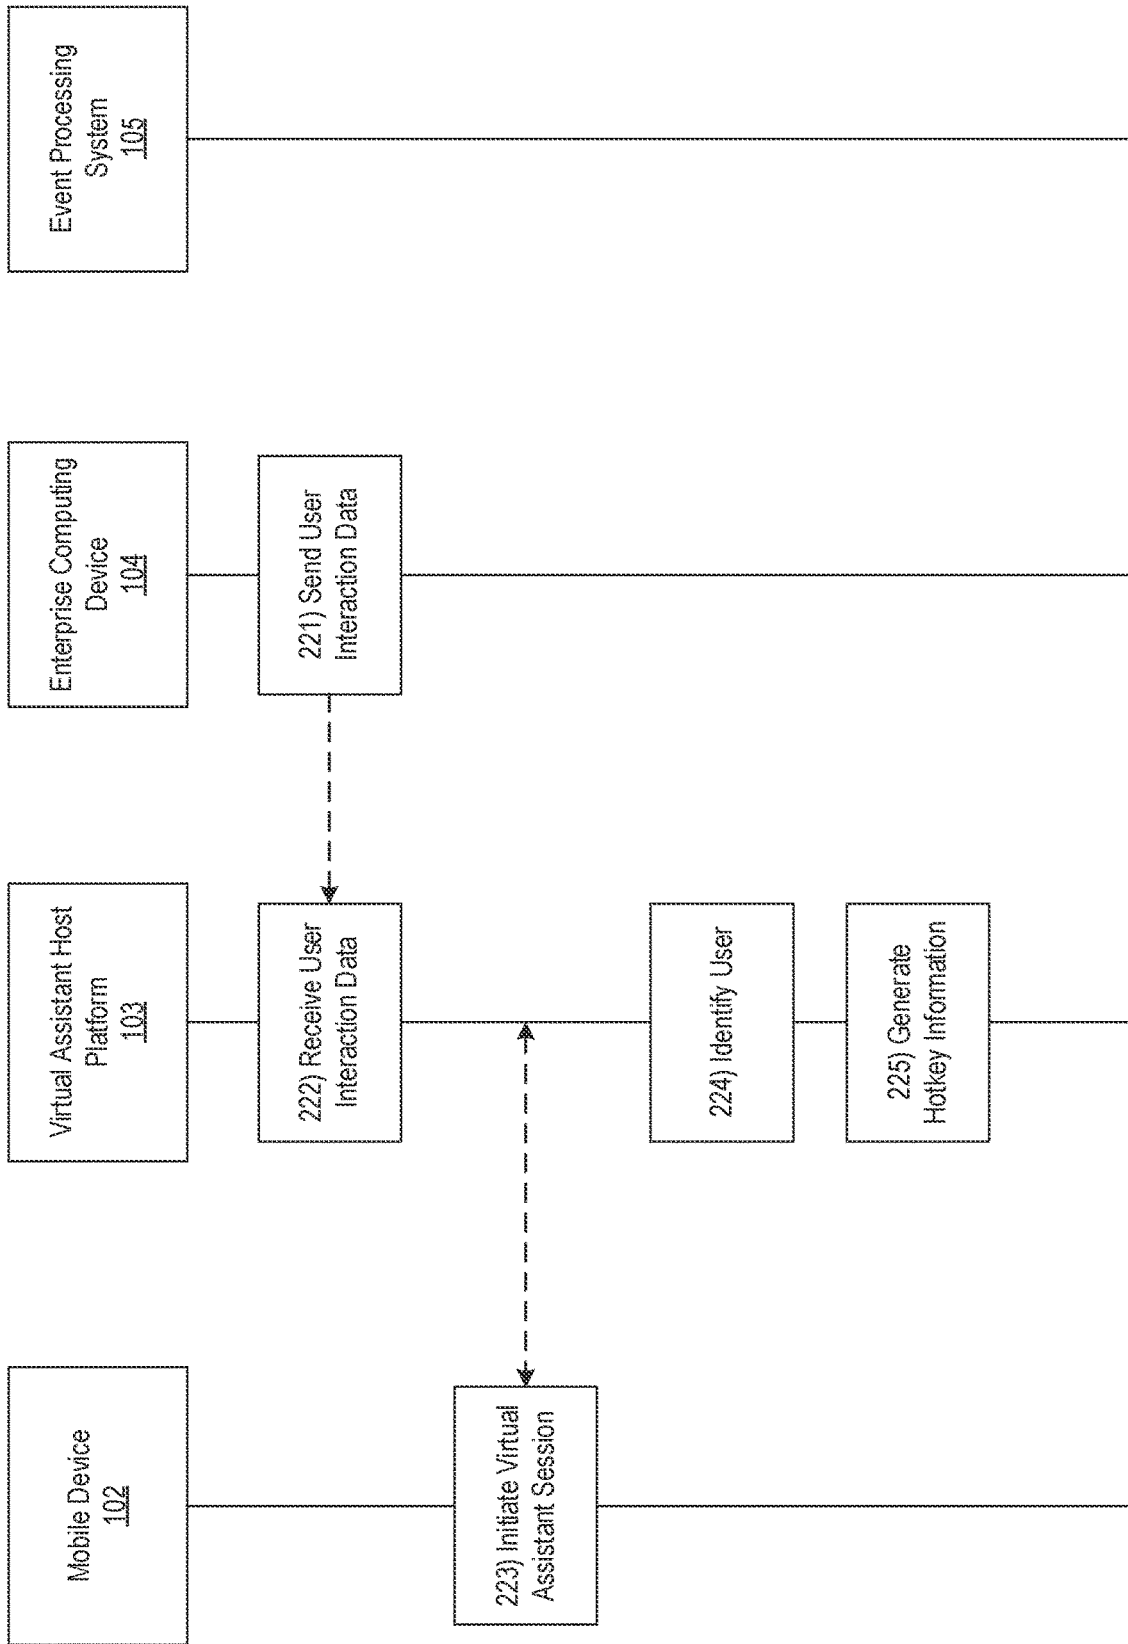 Mobile Device
102
Virtual Assistant Host
Platform
103
Enterprise Computing
Device
104
Event Processing
System
105
221) Send User
Interaction Data
222) Receive User
Interaction Data
223) Initiate Virtual
Assistant Session
224) Identify User
225) Generate
Hotkey Information